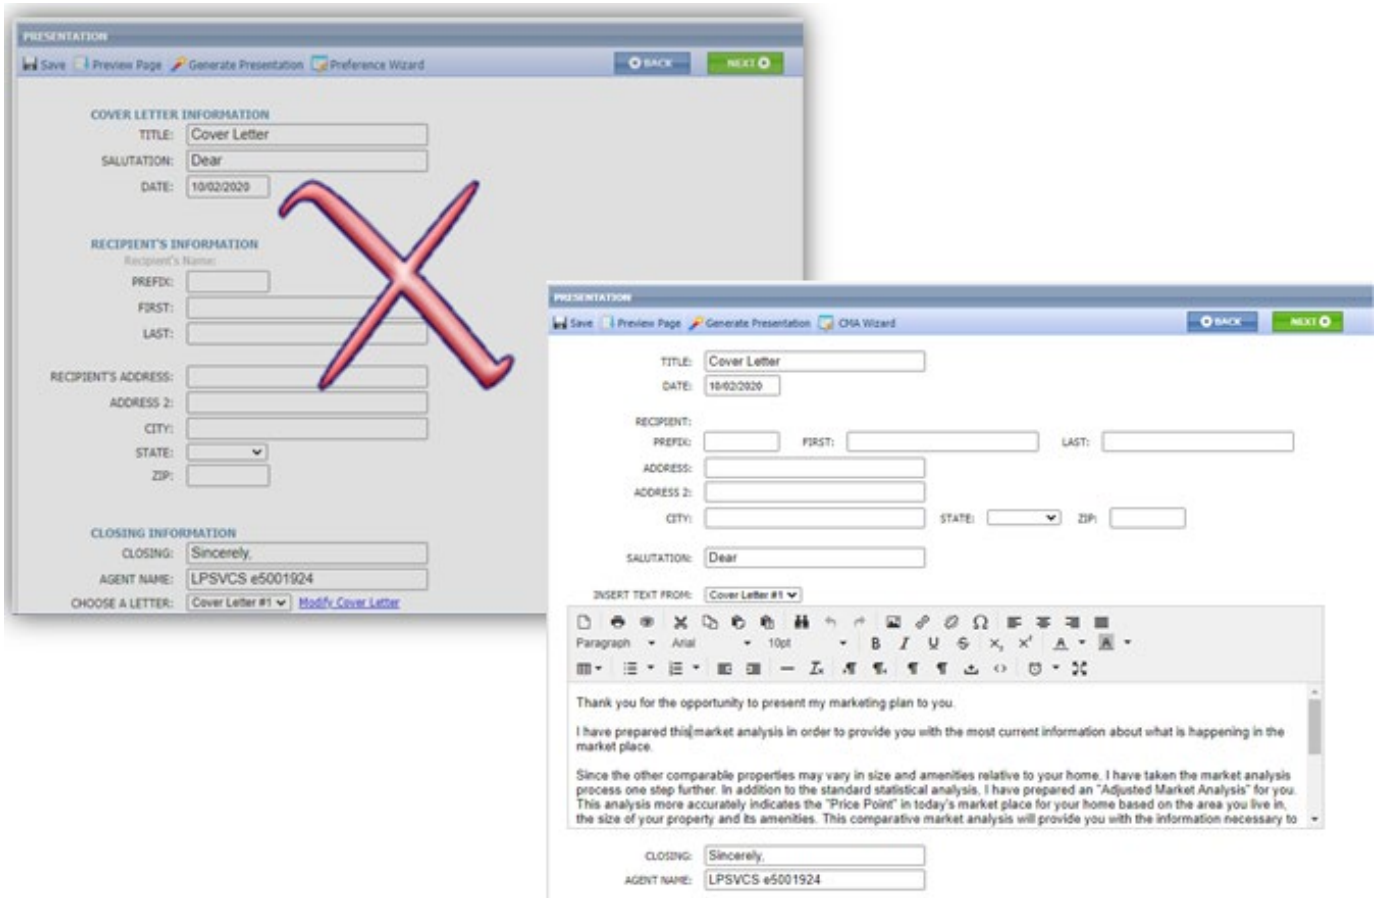 PRESENTATION
Save Preview Page Generate Presentation Preference Wizard BACK NEXT
COVER LETTER INFORMATION
TITLE: Cover Letter
SALUTATION: Dear
DATE: 10/02/2020
RECIPIENT'S INFORMATION
Recipient's Name:
PREFIX:
FIRST:
LAST:
RECIPIENT'S ADDRESS:
ADDRESS 2:
CITY:
STATE:
ZIP:
CLOSING INFORMATION
CLOSING: Sincerely,
AGENT NAME: LPSVCS e5001924
CHOOSE A LETTER: Cover Letter #1 Modify Cover Letter
PRESENTATION
Save Preview Page Generate Presentation CMA Wizard BACK NEXT
TITLE: Cover Letter
DATE: 10/02/2020
RECIPIENT:
PREFIX: FIRST: LAST:
ADDRESS:
ADDRESS 2:
CITY: STATE: ZIP:
SALUTATION: Dear
INSERT TEXT FROM: Cover Letter #1
Paragraph Arial 10pt B I U S X, X' A A
Thank you for the opportunity to present my marketing plan to you.
I have prepared this market analysis in order to provide you with the most current information about what is happening in the
market place.
Since the other comparable properties may vary in size and amenities relative to your home, I have taken the market analysis
process one step further. In addition to the standard statistical analysis, I have prepared an "Adjusted Market Analysis" for you.
This analysis more accurately indicates the "Price Point" in today's market place for your home based on the area you live in,
the size of your property and its amenities. This comparative market analysis will provide you with the information necessary to
CLOSING: Sincerely,
AGENT NAME: LPSVCS e5001924